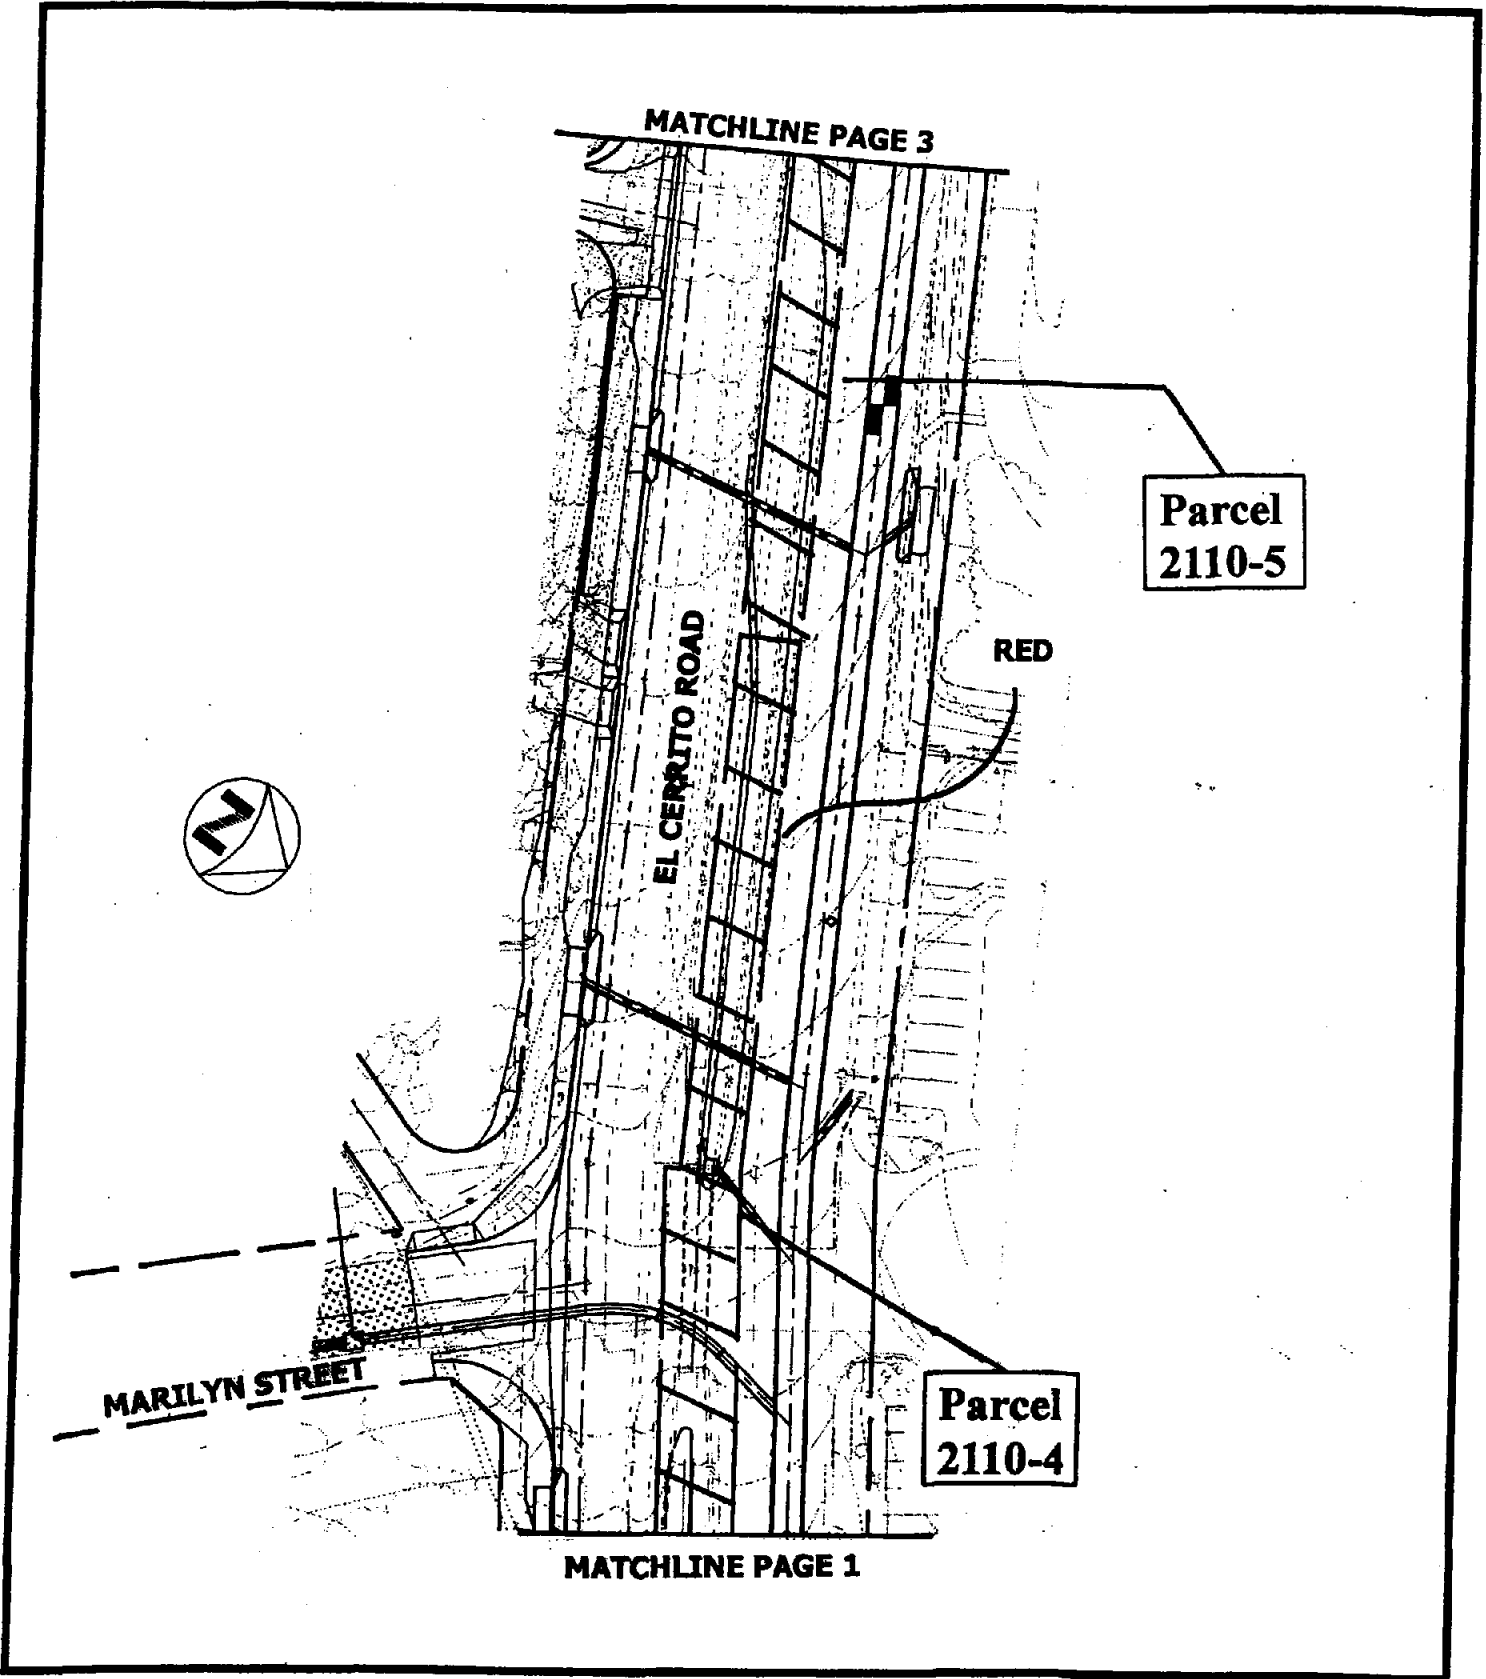 MATCHLINE PAGE 3
Parcel
2110-5
RED
EL CERRITO ROAD
N
MARILYN STREET
Parcel
2110-4
MATCHLINE PAGE 1